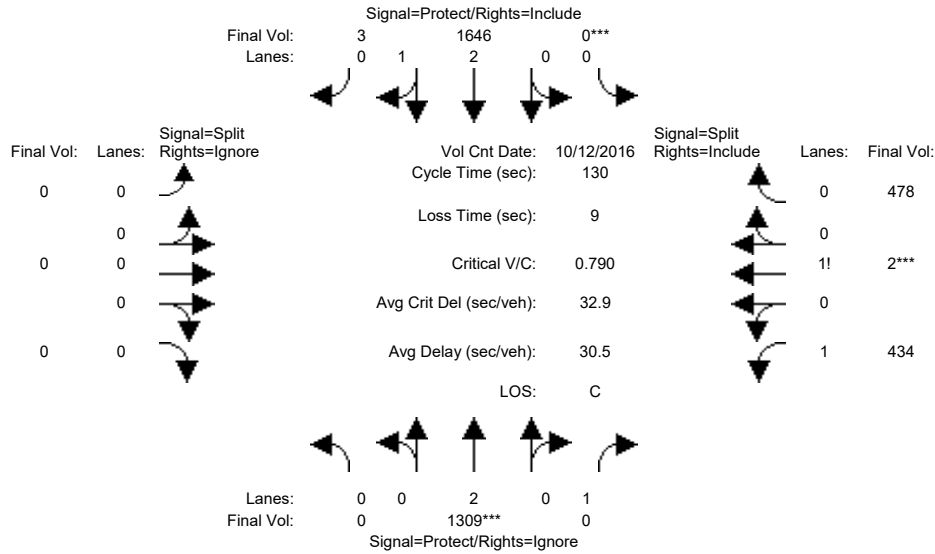 Signal=Protect/Rights=Include
Final Vol: 3 1646 0***
Lanes: 0 1 2 0 0
Signal=Split
Final Vol: Lanes: Rights=Ignore
Vol Cnt Date: 10/12/2016
Signal=Split
Rights=Include Lanes: Final Vol:
Cycle Time (sec): 130
0 0 0 478
Loss Time (sec): 9
0 0
0 0 Critical V/C: 0.790 1! 2***
0 Avg Crit Del (sec/veh): 32.9 0
0 0 Avg Delay (sec/veh): 30.5 1 434
LOS: C
Lanes: 0 0 2 0 1
Final Vol: 0 1309*** 0
Signal=Protect/Rights=Ignore